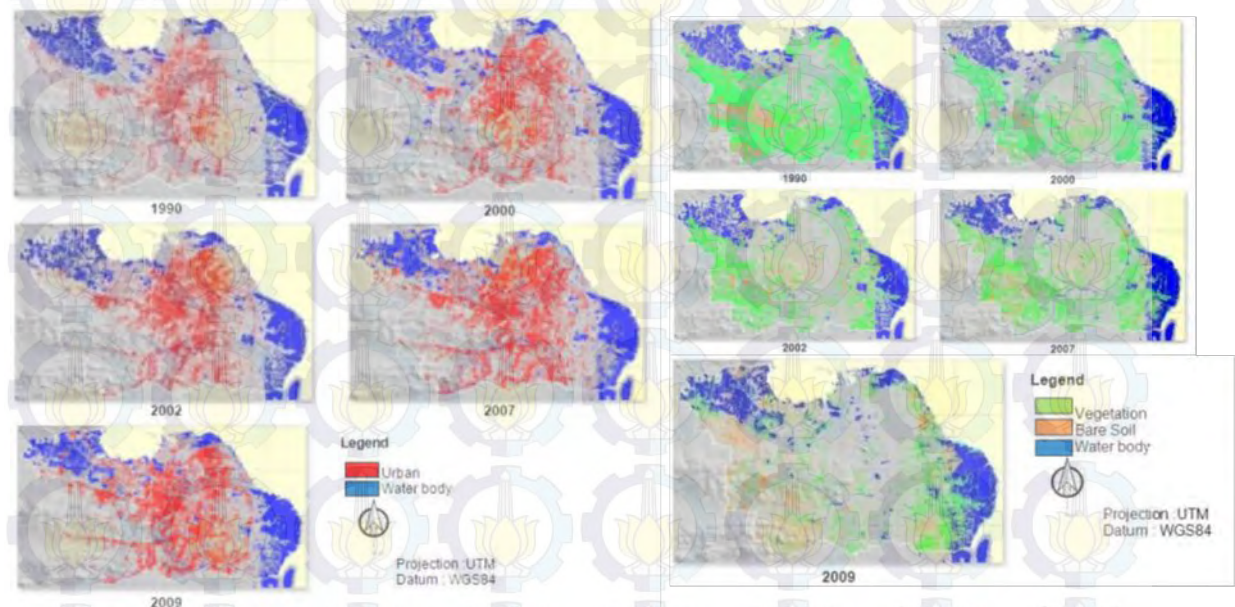 1990
2000
2002
2007
2009
Legend
Urban
Water body
Projection :UTM
Datum : WGS84
1990
2000
2002
2007
2009
Legend
Vegetation
Bare Soil
Water body
Projection :UTM
Datum : WGS84